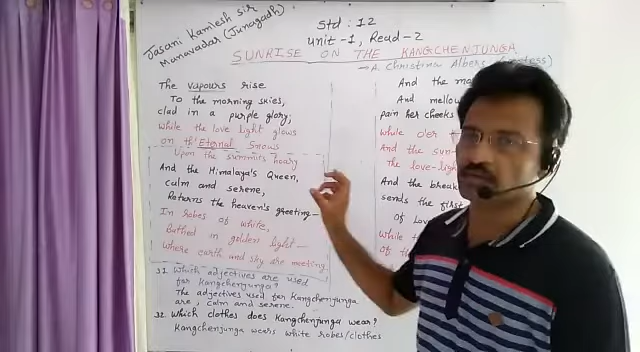 Jasani Kamlesh sir
Manavadar (Junagadh)
Std : 12
Unit -1, Read-2
SUNRISE ON THE KANGCHENJUNGA
→ A. Christina Albers (Poetess)
The vapours rise
To the morning skies,
clad in a purple glory,
while the love light glows
on th' Eternal
Upon the summits hoary
And the Himalaya's Queen,
calm and serene,
Returns the heaven's greeting—
In robes of white,
Bathed in golden light—
where earth and sky are meeting
31. Which adjectives are used
for Kangchenjunga?
The adjectives used for Kangchenjunga
are, calm and serene.
32. Which clothes does Kangchenjunga wear?
Kangchenjunga wears white robes/clothes
And the
And mellow
pain her cheeks
while o'er
And the sun-
The love-ligh
And the break
sends the first
Of Love
while
of